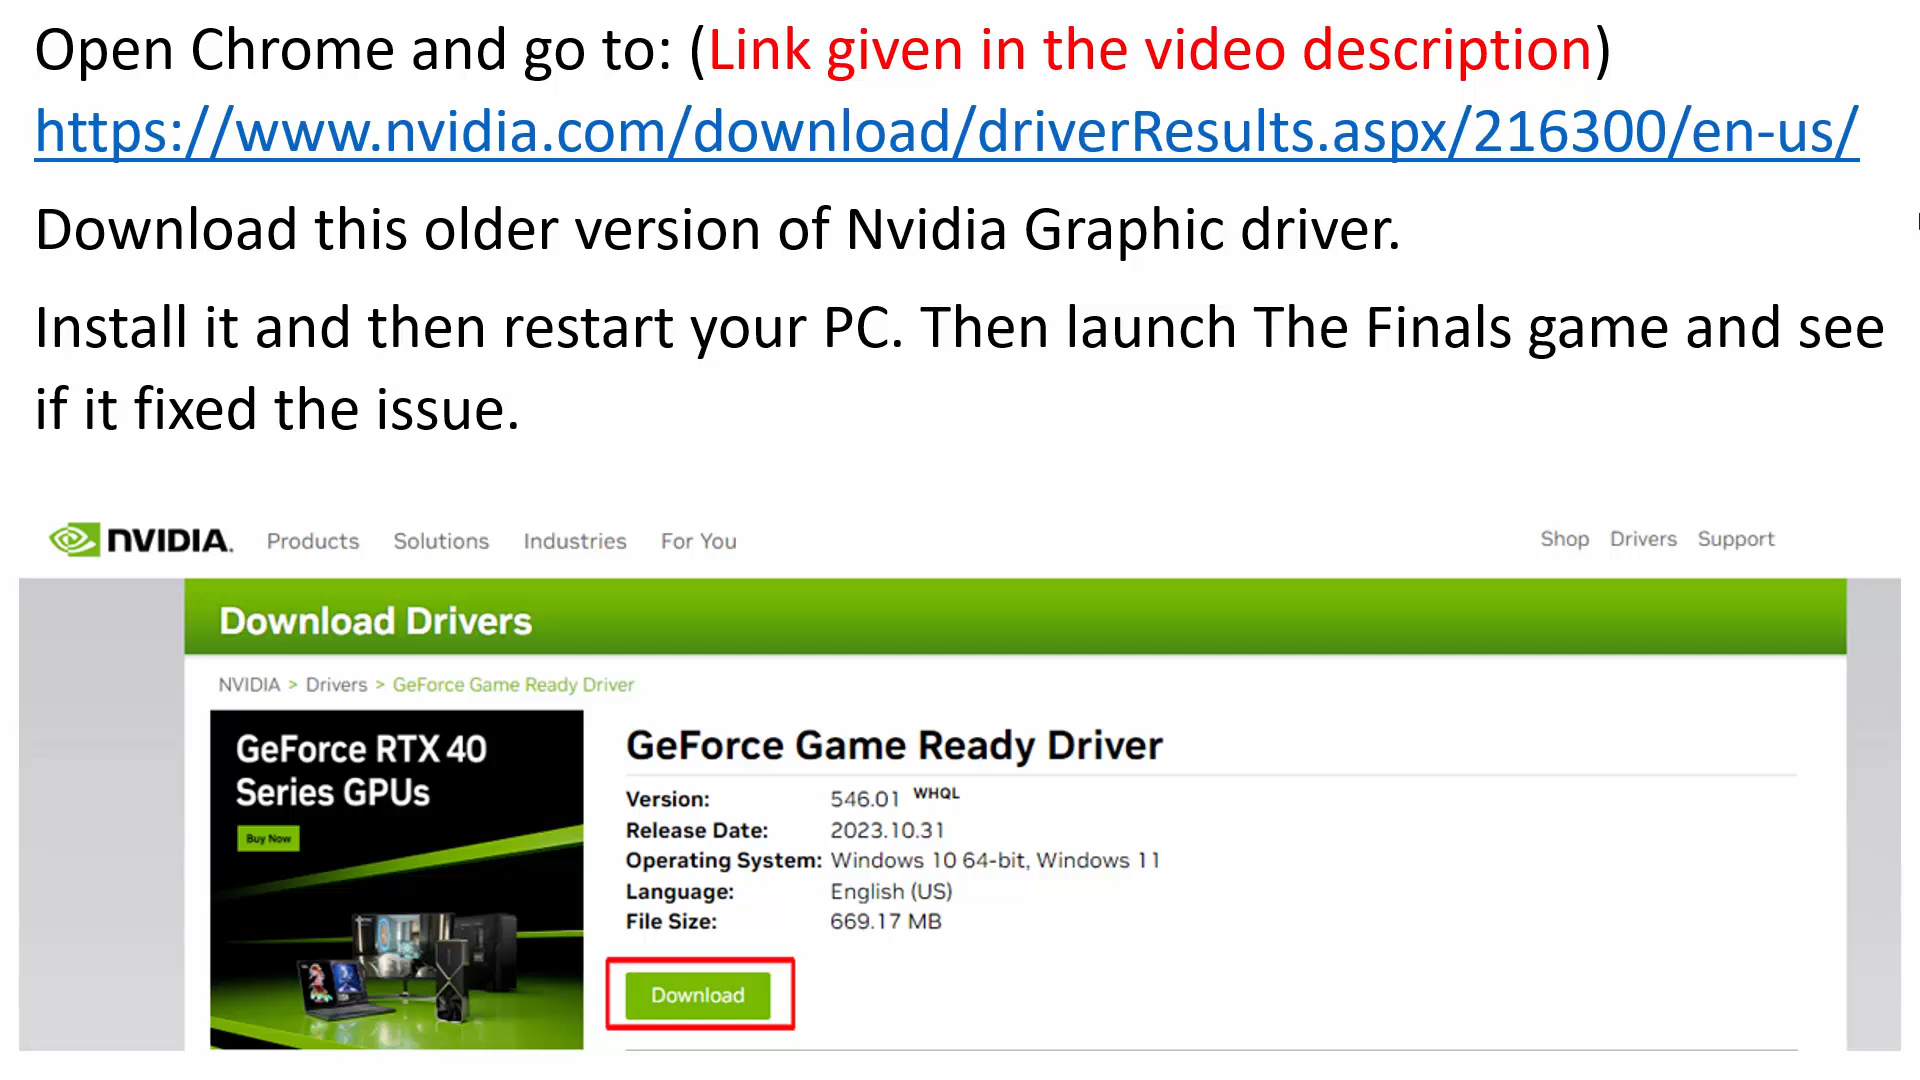 Open Chrome and go to: (Link given in the video description)
https://www.nvidia.com/download/driverResults.aspx/216300/en-us/
Download this older version of Nvidia Graphic driver.
Install it and then restart your PC. Then launch The Finals game and see
if it fixed the issue.
NVIDIA. Products Solutions Industries For You Shop Drivers Support
Download Drivers
NVIDIA > Drivers > GeForce Game Ready Driver
GeForce RTX 40
Series GPUs
Buy Now
GeForce Game Ready Driver
Version: 546.01 WHQL
Release Date: 2023.10.31
Operating System: Windows 10 64-bit, Windows 11
Language: English (US)
File Size: 669.17 MB
Download